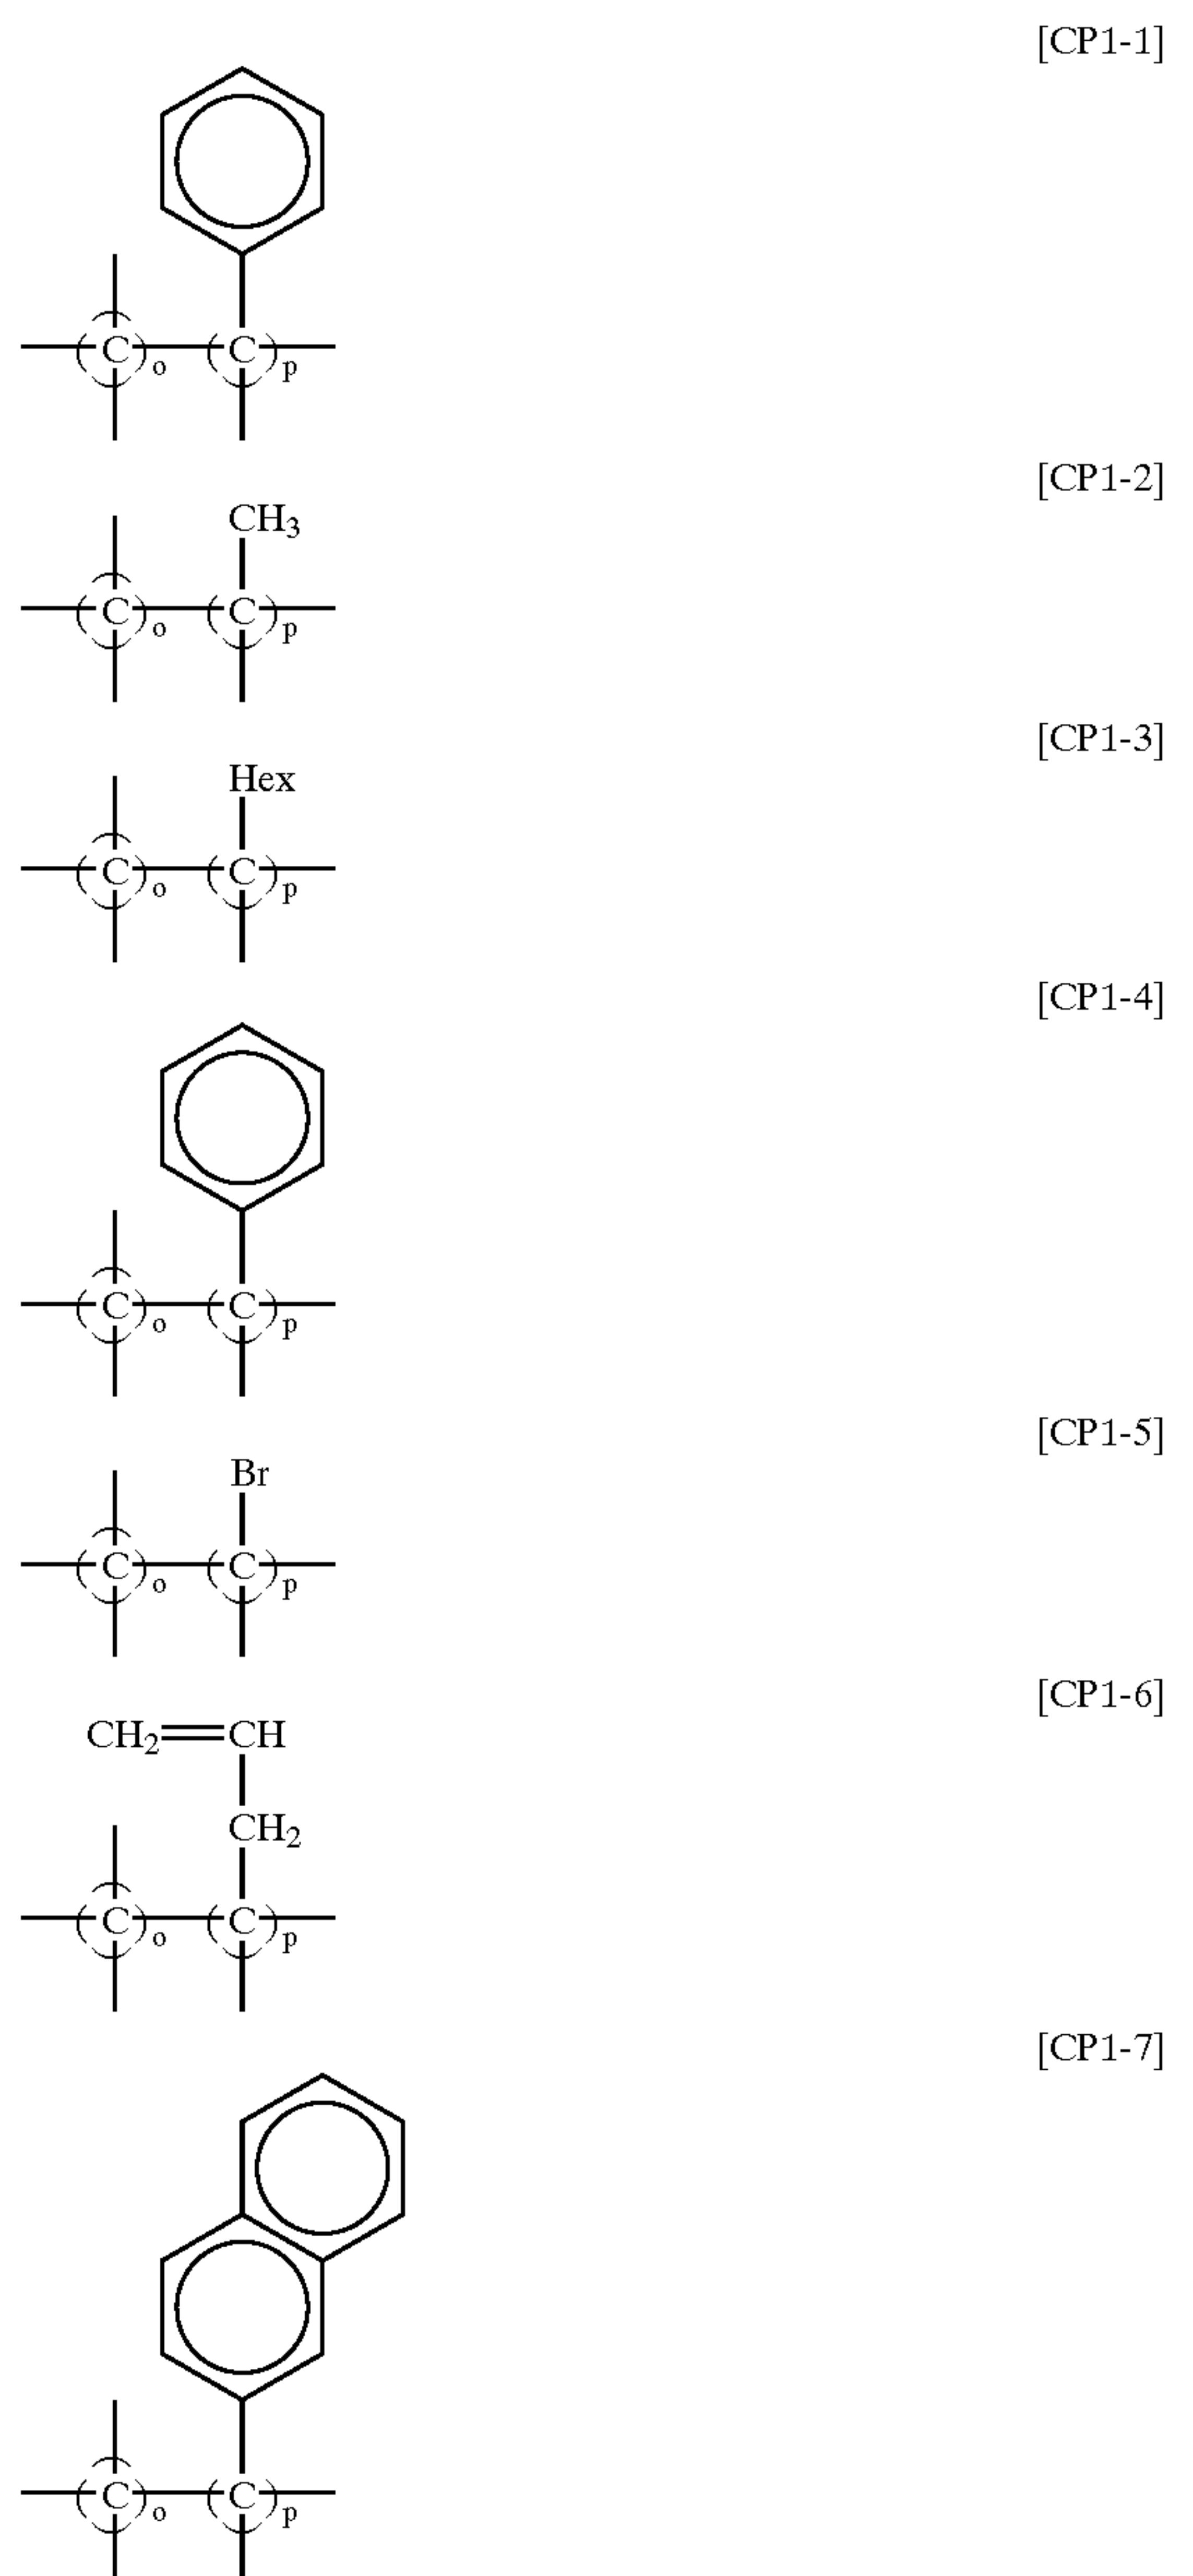 [CP1-1]
C o C p
[CP1-2]
CH3
C o C p
[CP1-3]
Hex
C o C p
[CP1-4]
C o C p
[CP1-5]
Br
C o C p
[CP1-6]
CH2 CH
CH2
C o C p
[CP1-7]
C o C p